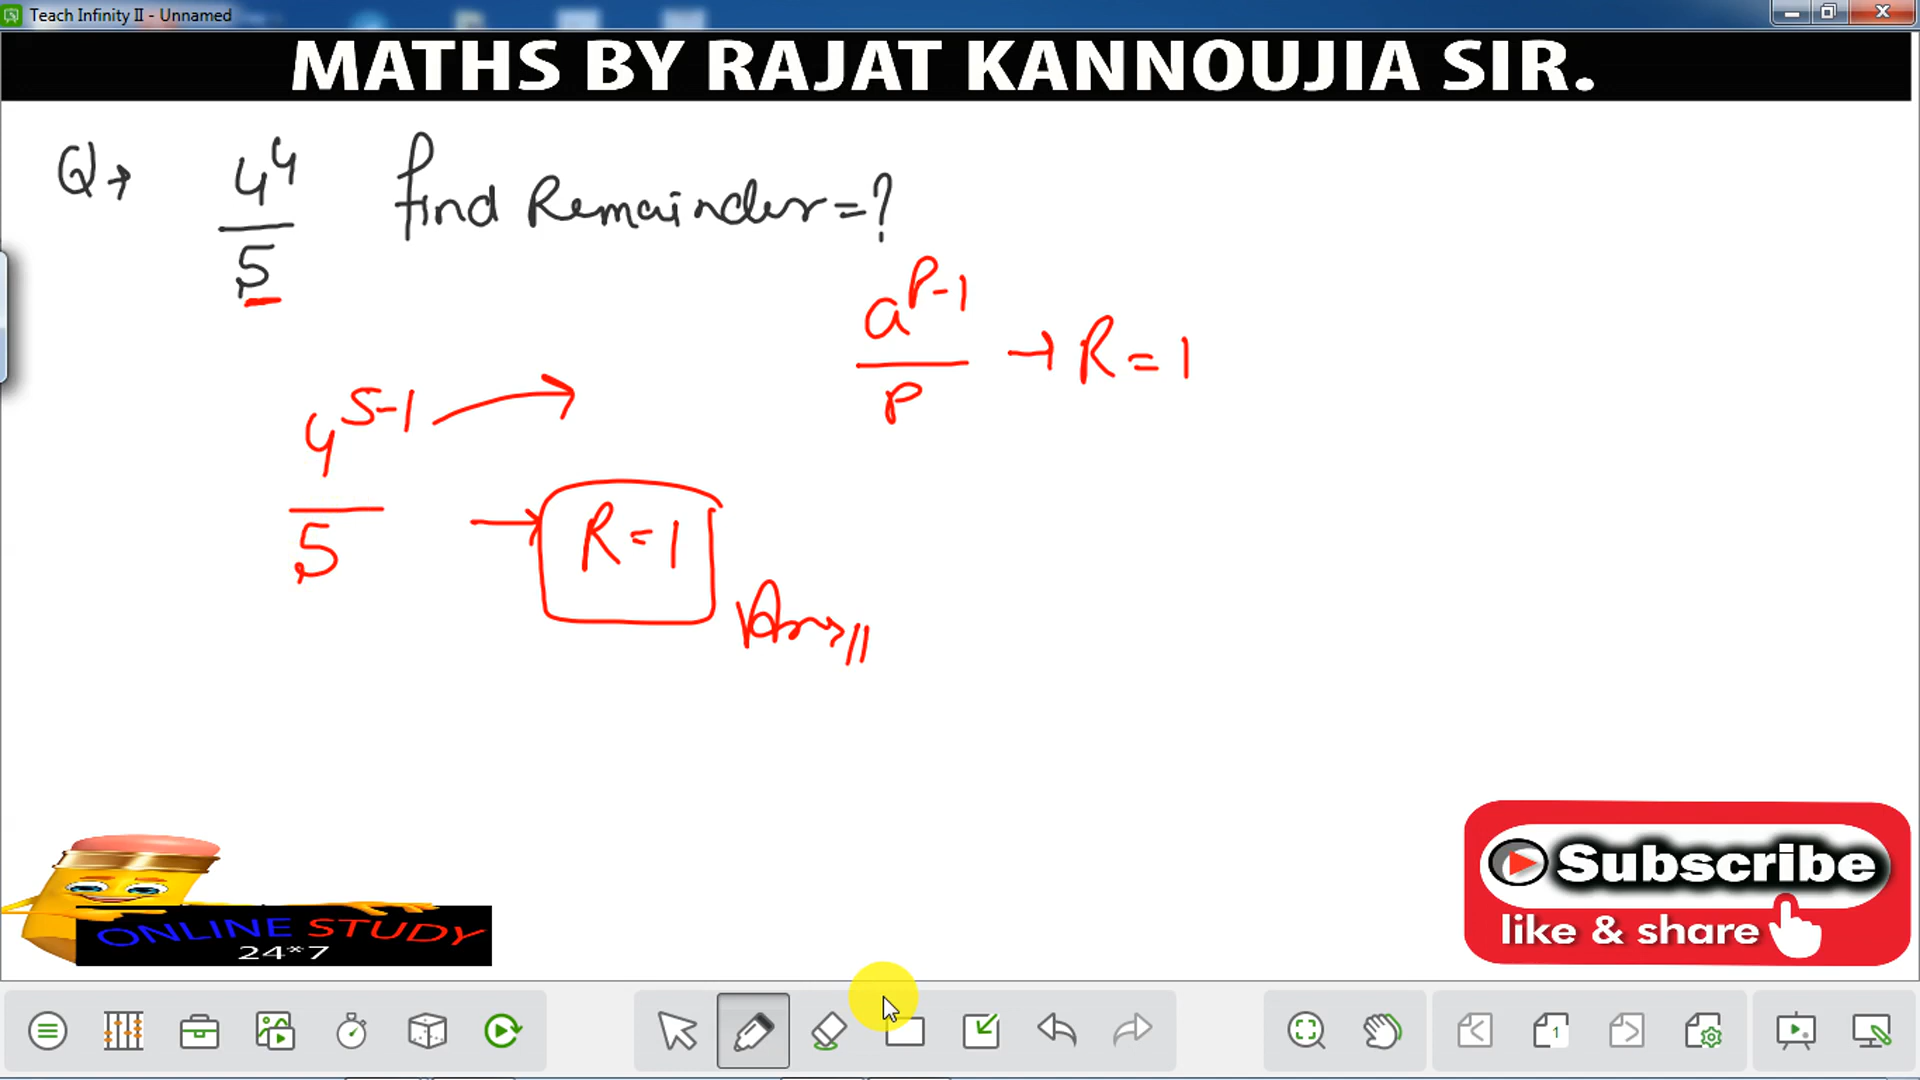 Teach Infinity II - Unnamed
MATHS BY RAJAT KANNOUJIA SIR.
Q→ 4^4/5 find Remainder=?
a^(P-1)/P → R = 1
4^(5-1)/5 → R=1
Ans//
Subscribe
like & share
ONLINE STUDY
24*7
1